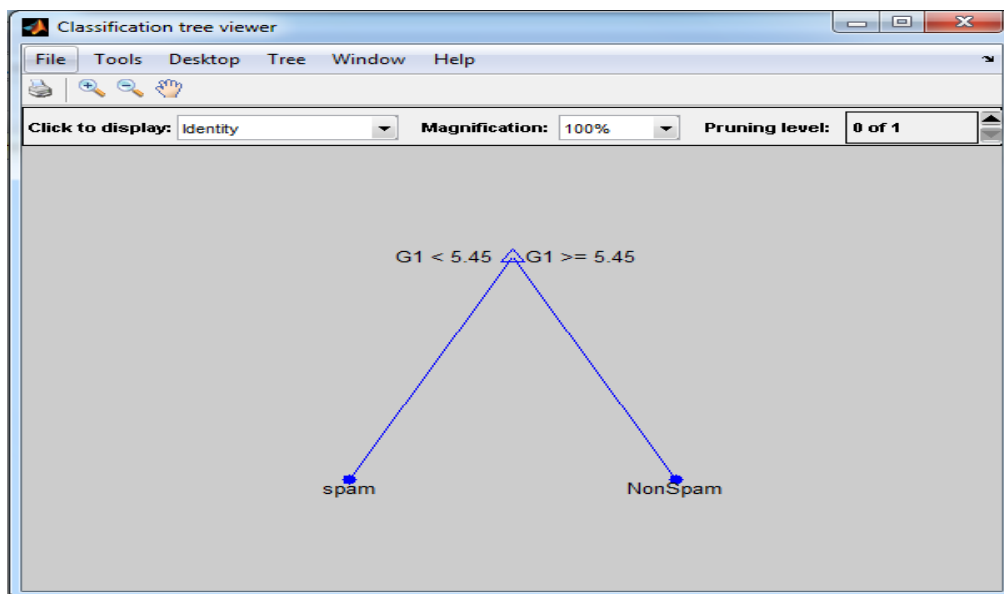 Classification tree viewer
File Tools Desktop Tree Window Help
Click to display: Identity Magnification: 100% Pruning level: 0 of 1
G1 < 5.45 G1 >= 5.45
spam NonSpam